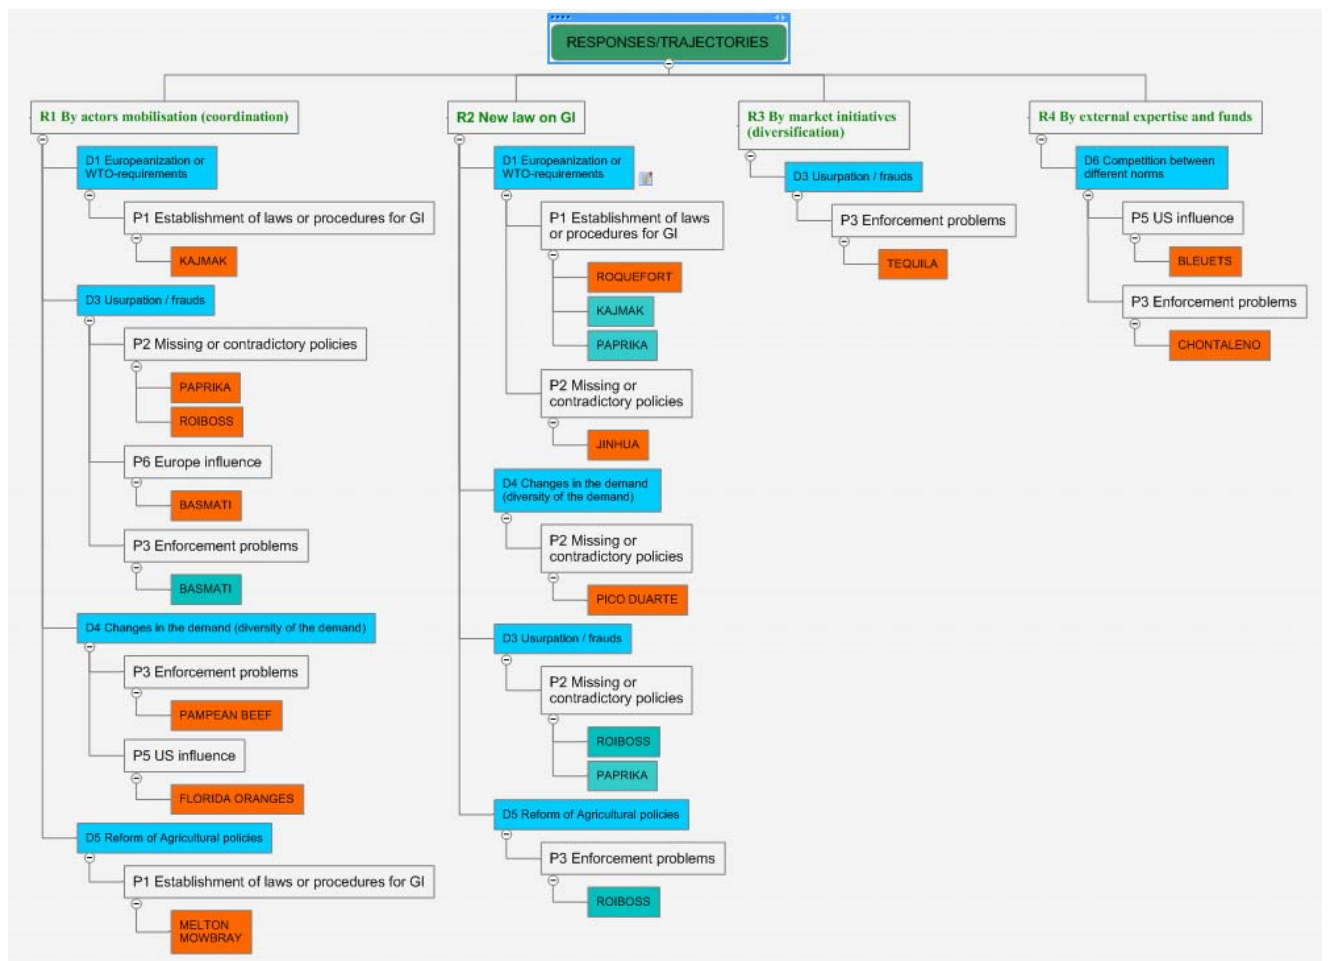 RESPONSES/TRAJECTORIES
R1 By actors mobilisation (coordination)
D1 Europeanization or
WTO-requirements
P1 Establishment of laws or procedures for GI
KAJMAK
D3 Usurpation / frauds
P2 Missing or contradictory policies
PAPRIKA
ROIBOSS
P6 Europe influence
BASMATI
P3 Enforcement problems
BASMATI
D4 Changes in the demand (diversity of the demand)
P3 Enforcement problems
PAMPEAN BEEF
P5 US influence
FLORIDA ORANGES
D5 Reform of Agricultural policies
P1 Establishment of laws or procedures for GI
MELTON
MOWBRAY
R2 New law on GI
D1 Europeanization or
WTO-requirements
P1 Establishment of laws
or procedures for GI
ROQUEFORT
KAJMAK
PAPRIKA
P2 Missing or
contradictory policies
JINHUA
D4 Changes in the demand
(diversity of the demand)
P2 Missing or
contradictory policies
PICO DUARTE
D3 Usurpation / frauds
P2 Missing or
contradictory policies
ROIBOSS
PAPRIKA
D5 Reform of Agricultural policies
P3 Enforcement problems
ROIBOSS
R3 By market initiatives
(diversification)
D3 Usurpation / frauds
P3 Enforcement problems
TEQUILA
R4 By external expertise and funds
D6 Competition between
different norms
P5 US influence
BLEUETS
P3 Enforcement problems
CHONTALENO